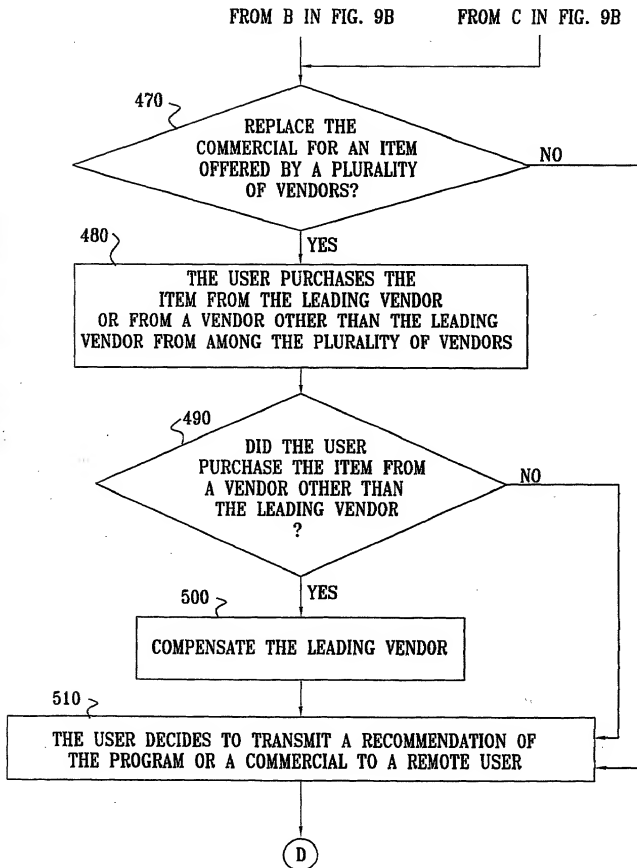 FROM B IN FIG. 9B FROM C IN FIG. 9B
470
REPLACE THE
COMMERCIAL FOR AN ITEM
OFFERED BY A PLURALITY
OF VENDORS?
NO
YES
480
THE USER PURCHASES THE
ITEM FROM THE LEADING VENDOR
OR FROM A VENDOR OTHER THAN THE LEADING
VENDOR FROM AMONG THE PLURALITY OF VENDORS
490
DID THE USER
PURCHASE THE ITEM FROM
A VENDOR OTHER THAN
THE LEADING VENDOR
?
NO
YES
500
COMPENSATE THE LEADING VENDOR
510
THE USER DECIDES TO TRANSMIT A RECOMMENDATION OF
THE PROGRAM OR A COMMERCIAL TO A REMOTE USER
D